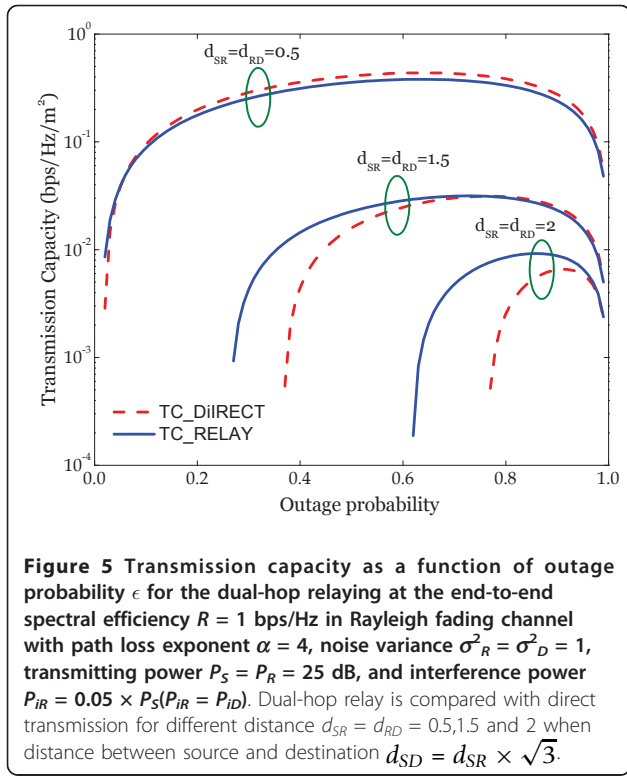 10⁰
10⁻¹
10⁻²
10⁻³
10⁻⁴
Transmission Capacity (bps/Hz/m²)
d_SR=d_RD=0.5
d_SR=d_RD=1.5
d_SR=d_RD=2
TC_DiIRECT
TC_RELAY
0.0 0.2 0.4 0.6 0.8 1.0
Outage probability
Figure 5 Transmission capacity as a function of outage
probability ϵ for the dual-hop relaying at the end-to-end
spectral efficiency R = 1 bps/Hz in Rayleigh fading channel
with path loss exponent α = 4, noise variance σ²_R = σ²_D = 1,
transmitting power P_S = P_R = 25 dB, and interference power
P_iR = 0.05 × P_S(P_iR = P_iD). Dual-hop relay is compared with direct
transmission for different distance d_SR = d_RD = 0.5,1.5 and 2 when
distance between source and destination d_SD = d_SR × √3.